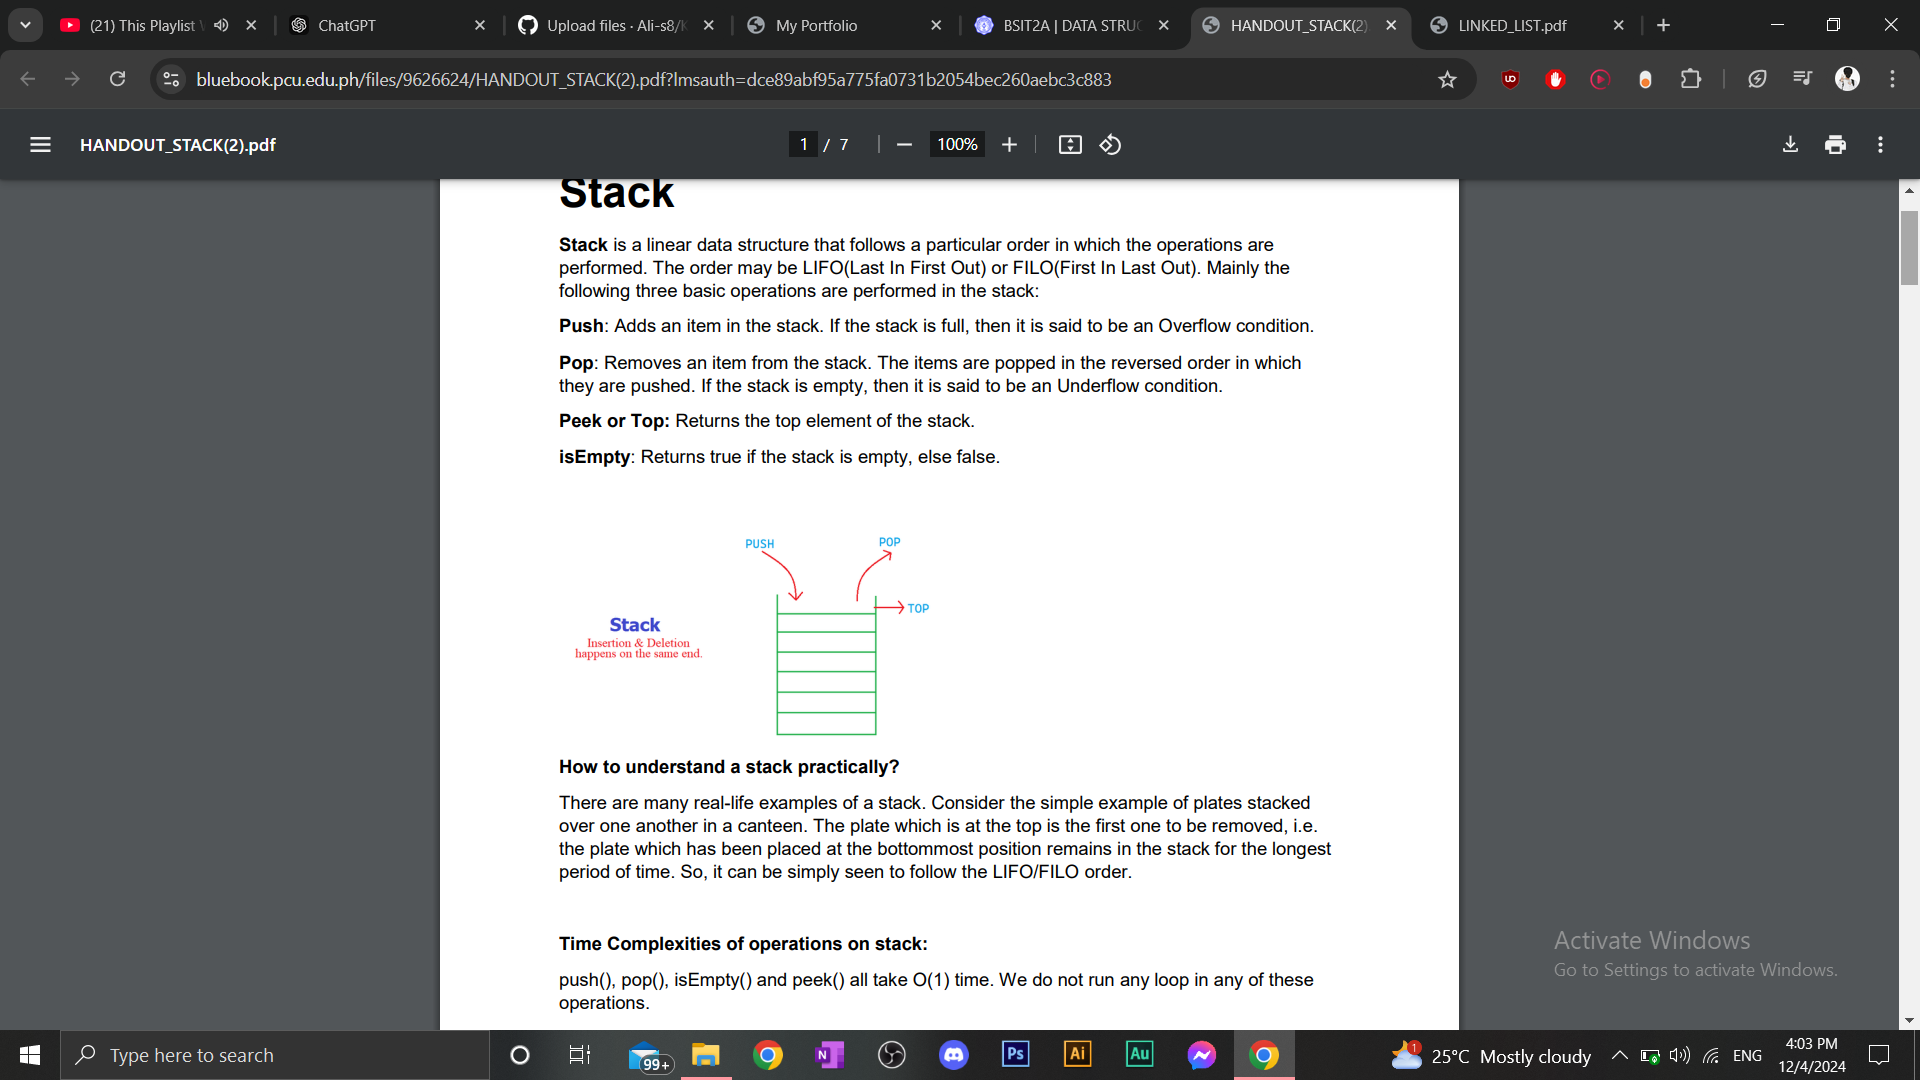 (21) This Playlist
ChatGPT
Upload files · Ali-s8/
My Portfolio
BSIT2A | DATA STRUC
HANDOUT_STACK(2)
LINKED_LIST.pdf
bluebook.pcu.edu.ph/files/9626624/HANDOUT_STACK(2).pdf?lmsauth=dce89abf95a775fa0731b2054bec260aebc3c883
HANDOUT_STACK(2).pdf
1 / 7
100%
Stack
Stack is a linear data structure that follows a particular order in which the operations are
performed. The order may be LIFO(Last In First Out) or FILO(First In Last Out). Mainly the
following three basic operations are performed in the stack:
Push: Adds an item in the stack. If the stack is full, then it is said to be an Overflow condition.
Pop: Removes an item from the stack. The items are popped in the reversed order in which
they are pushed. If the stack is empty, then it is said to be an Underflow condition.
Peek or Top: Returns the top element of the stack.
isEmpty: Returns true if the stack is empty, else false.
PUSH
POP
TOP
Stack
Insertion & Deletion
happens on the same end.
How to understand a stack practically?
There are many real-life examples of a stack. Consider the simple example of plates stacked
over one another in a canteen. The plate which is at the top is the first one to be removed, i.e.
the plate which has been placed at the bottommost position remains in the stack for the longest
period of time. So, it can be simply seen to follow the LIFO/FILO order.
Time Complexities of operations on stack:
push(), pop(), isEmpty() and peek() all take O(1) time. We do not run any loop in any of these
operations.
Activate Windows
Go to Settings to activate Windows.
Type here to search
99+
N
Ps
Ai
Au
1
25°C Mostly cloudy
ENG
4:03 PM
12/4/2024